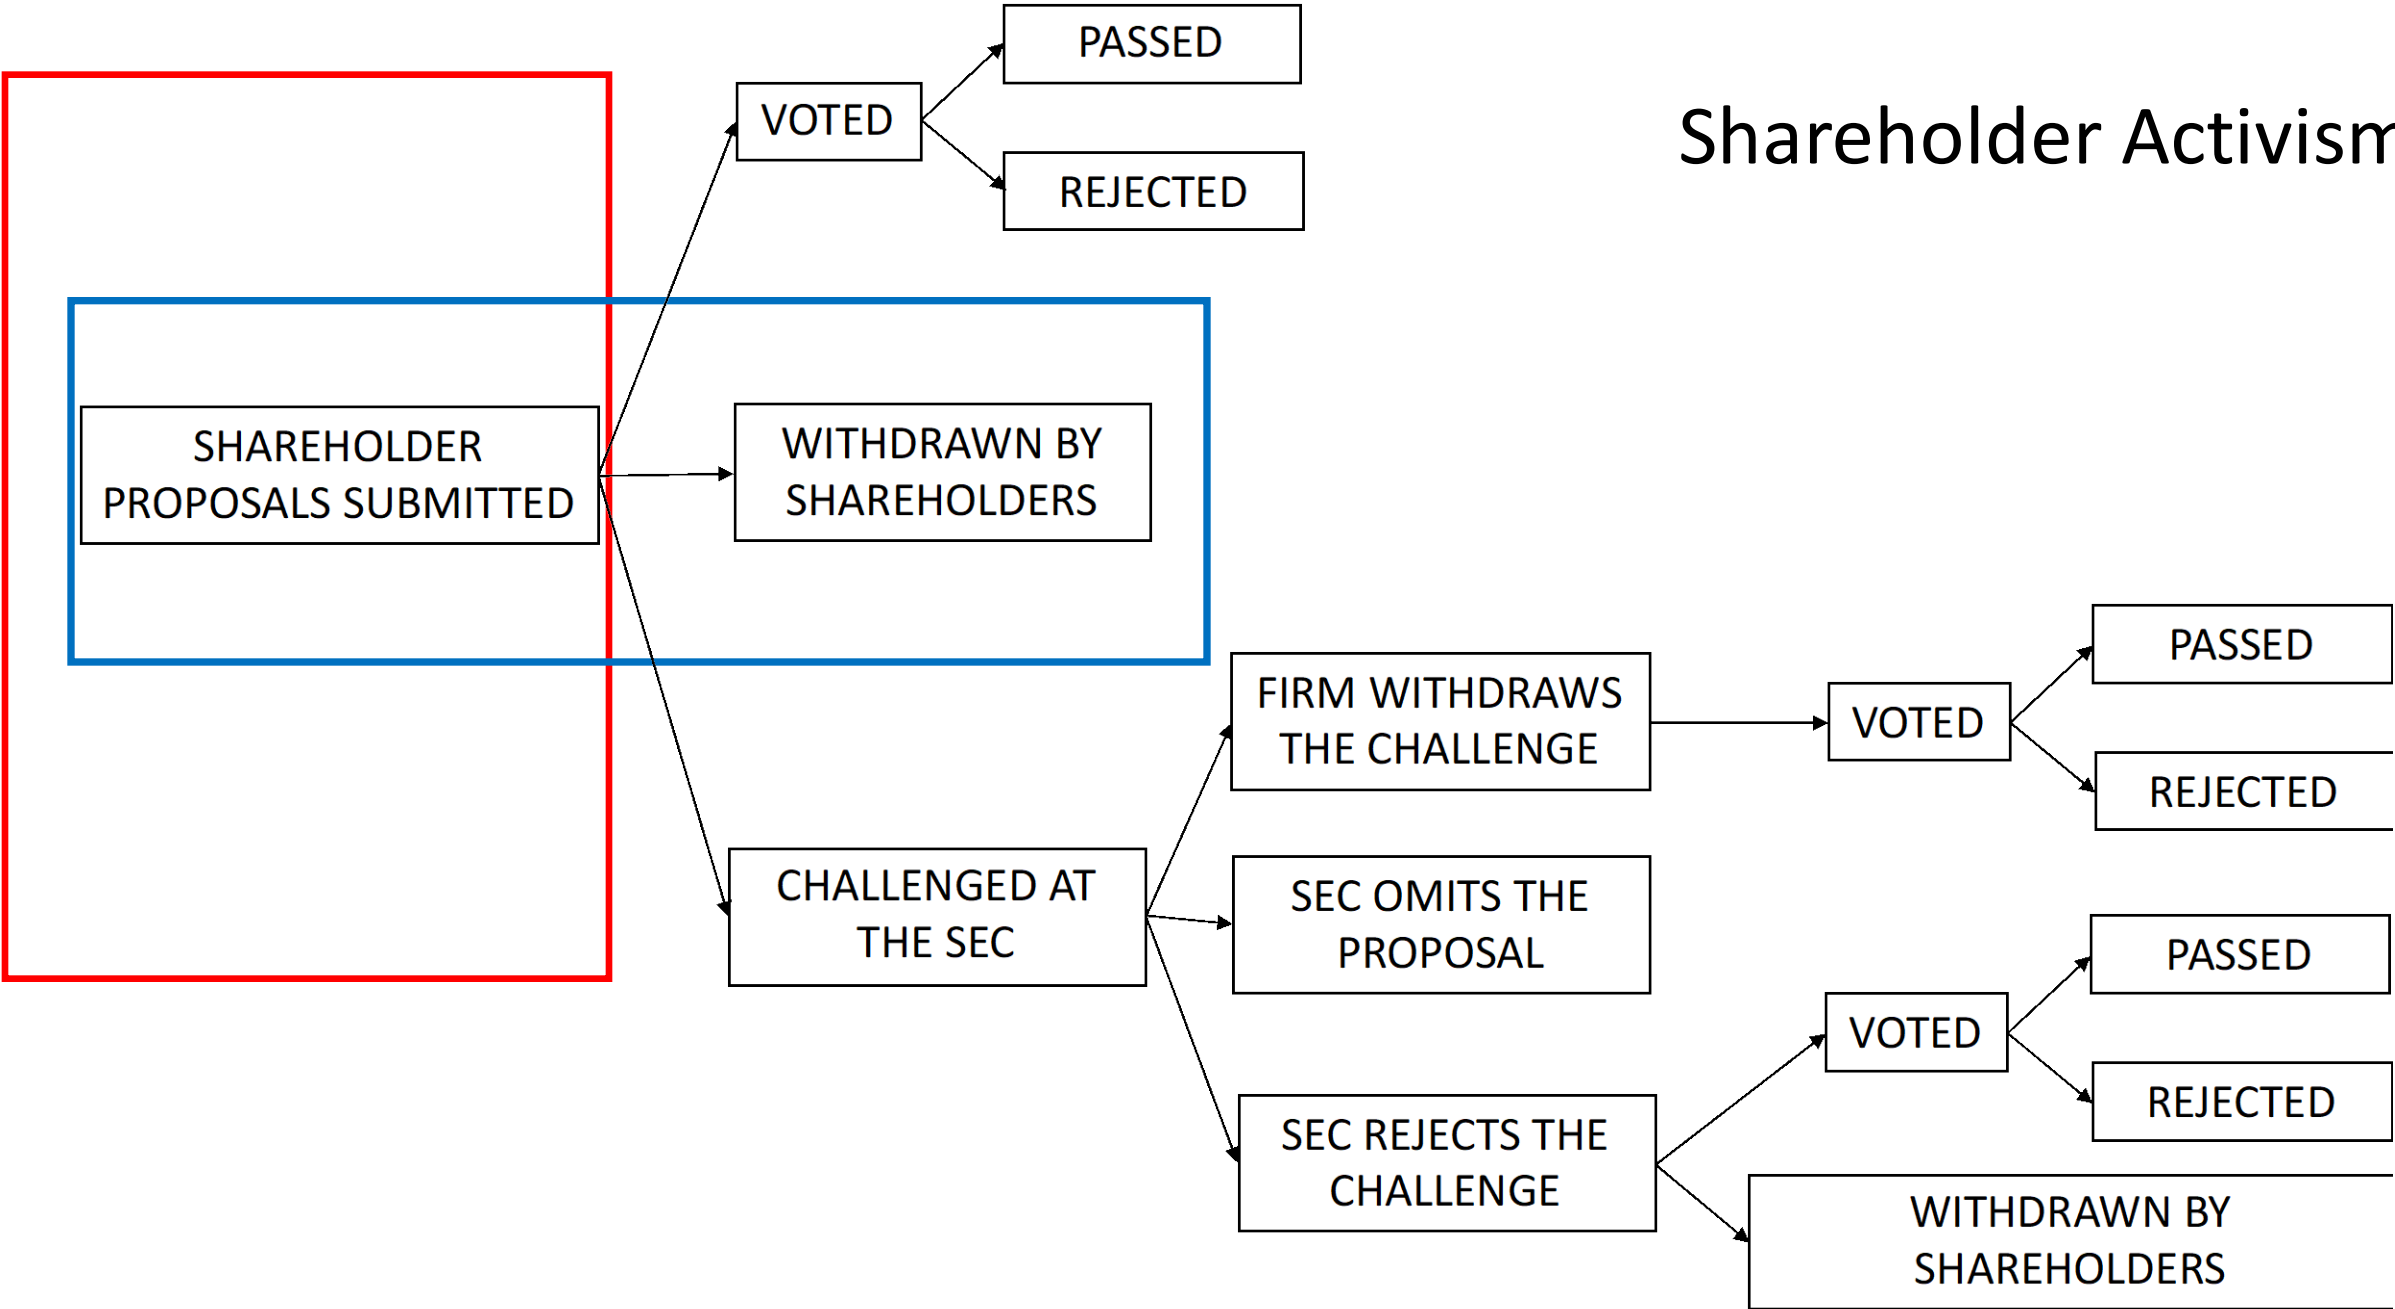 PASSED
VOTED
REJECTED
Shareholder Activism
SHAREHOLDER
PROPOSALS SUBMITTED
WITHDRAWN BY
SHAREHOLDERS
FIRM WITHDRAWS
THE CHALLENGE
VOTED
PASSED
REJECTED
CHALLENGED AT
THE SEC
SEC OMITS THE
PROPOSAL
SEC REJECTS THE
CHALLENGE
VOTED
PASSED
REJECTED
WITHDRAWN BY
SHAREHOLDERS